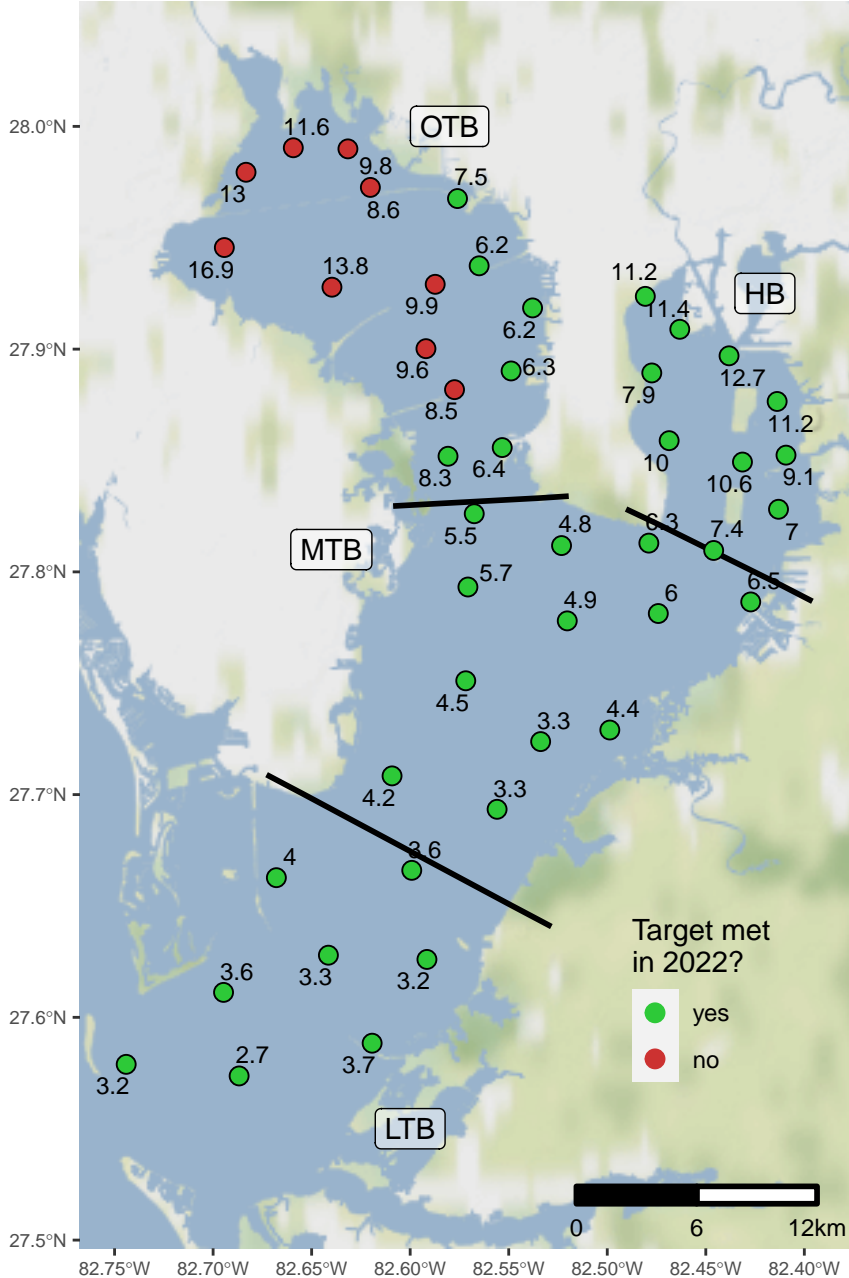 28.0°N
11.6
OTB
9.8
13
8.6
7.5
16.9
13.8
6.2
9.9
6.2
11.2
HB
11.4
27.9°N
9.6
6.3
7.9
12.7
8.5
11.2
8.3
6.4
10
10.6
9.1
MTB
5.5
4.8
6.3
7.4
7
27.8°N
5.7
4.9
6
6.5
4.5
3.3
4.4
27.7°N
4.2
3.3
4
3.6
3.3
3.2
Target met
in 2022?
3.6
yes
27.6°N
no
3.2
2.7
3.7
LTB
0 6 12km
27.5°N
82.75°W 82.70°W 82.65°W 82.60°W 82.55°W 82.50°W 82.45°W 82.40°W